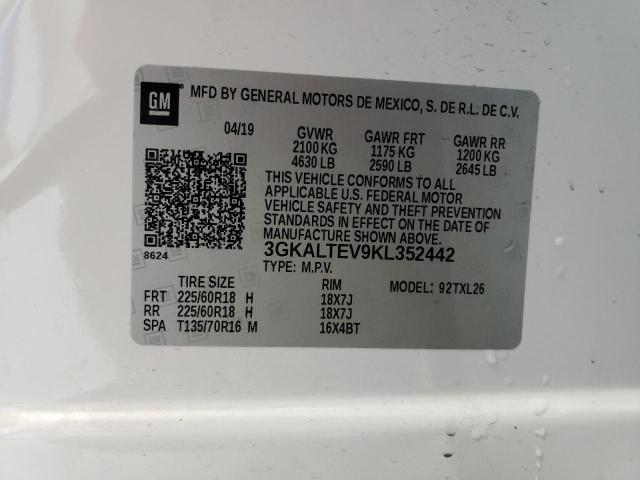 GM
MFD BY GENERAL MOTORS DE MEXICO, S. DE R.L. DE C.V.
04/19 GVWR GAWR FRT GAWR RR
2100 KG 1175 KG 1200 KG
4630 LB 2590 LB 2645 LB
THIS VEHICLE CONFORMS TO ALL
APPLICABLE U.S. FEDERAL MOTOR
VEHICLE SAFETY AND THEFT PREVENTION
STANDARDS IN EFFECT ON THE DATE OF
MANUFACTURE SHOWN ABOVE.
8624 3GKALTEV9KL352442
TYPE: M.P.V.
TIRE SIZE RIM MODEL: 92TXL26
FRT 225/60R18 H 18X7J
RR 225/60R18 H 18X7J
SPA T135/70R16 M 16X4BT